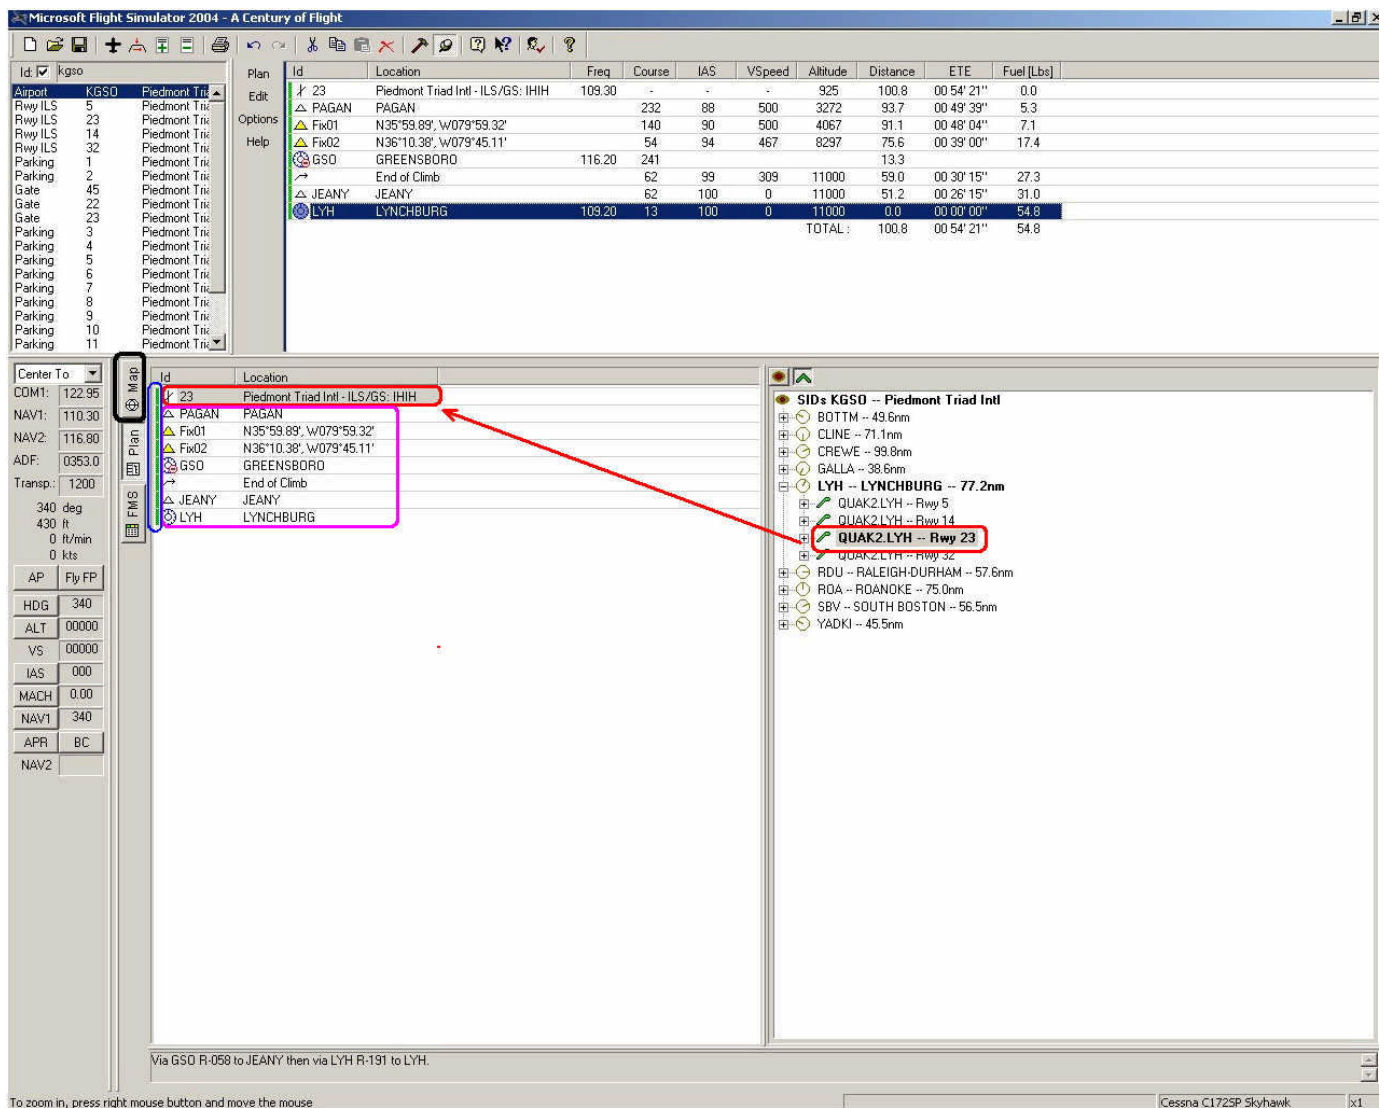 Microsoft Flight Simulator 2004 - A Century of Flight
Id: kgso
Airport KGSO Piedmont Tria
Rwy ILS 5 Piedmont Tria
Rwy ILS 23 Piedmont Tria
Rwy ILS 14 Piedmont Tria
Rwy ILS 32 Piedmont Tria
Parking 1 Piedmont Tria
Parking 2 Piedmont Tria
Gate 45 Piedmont Tria
Gate 22 Piedmont Tria
Gate 23 Piedmont Tria
Parking 3 Piedmont Tria
Parking 4 Piedmont Tria
Parking 5 Piedmont Tria
Parking 6 Piedmont Tria
Parking 7 Piedmont Tria
Parking 8 Piedmont Tria
Parking 9 Piedmont Tria
Parking 10 Piedmont Tria
Parking 11 Piedmont Tria
Plan
Edit
Options
Help
Id Location Freq Course IAS VSpeed Altitude Distance ETE Fuel [Lbs]
23 Piedmont Triad Intl - ILS/GS: IHIH 109.30 - - - 925 100.8 00 54' 21" 0.0
PAGAN PAGAN 232 88 500 3272 93.7 00 49' 39" 5.3
Fix01 N35°59.89', W079°59.32' 140 90 500 4067 91.1 00 48' 04" 7.1
Fix02 N36°10.38', W079°45.11' 54 94 467 8297 75.6 00 39' 00" 17.4
GSO GREENSBORO 116.20 241 13.3
End of Climb 62 99 309 11000 59.0 00 30' 15" 27.3
JEANY JEANY 62 100 0 11000 51.2 00 26' 15" 31.0
LYH LYNCHBURG 109.20 13 100 0 11000 0.0 00 00' 00" 54.8
TOTAL : 100.8 00 54' 21" 54.8
Center To
COM1: 122.95
NAV1: 110.30
NAV2: 116.80
ADF: 0353.0
Transp.: 1200
340 deg
430 ft
0 ft/min
0 kts
AP Fly FP
HDG 340
ALT 00000
VS 00000
IAS 000
MACH 0.00
NAV1 340
APR BC
NAV2
Map
Plan
FMS
Id Location
23 Piedmont Triad Intl - ILS/GS: IHIH
PAGAN PAGAN
Fix01 N35°59.89', W079°59.32'
Fix02 N36°10.38', W079°45.11'
GSO GREENSBORO
End of Climb
JEANY JEANY
LYH LYNCHBURG
SIDs KGSO -- Piedmont Triad Intl
BOTTM -- 49.6nm
CLINE -- 71.1nm
CREWE -- 99.8nm
GALLA -- 38.6nm
LYH -- LYNCHBURG -- 77.2nm
QUAK2.LYH -- Rwy 5
QUAK2.LYH -- Rwy 14
QUAK2.LYH -- Rwy 23
QUAK2.LYH -- Rwy 32
RDU -- RALEIGH-DURHAM -- 57.6nm
ROA -- ROANOKE -- 75.0nm
SBV -- SOUTH BOSTON -- 56.5nm
YADKI -- 45.5nm
Via GSO R-058 to JEANY then via LYH R-191 to LYH.
To zoom in, press right mouse button and move the mouse
Cessna C172SP Skyhawk x1